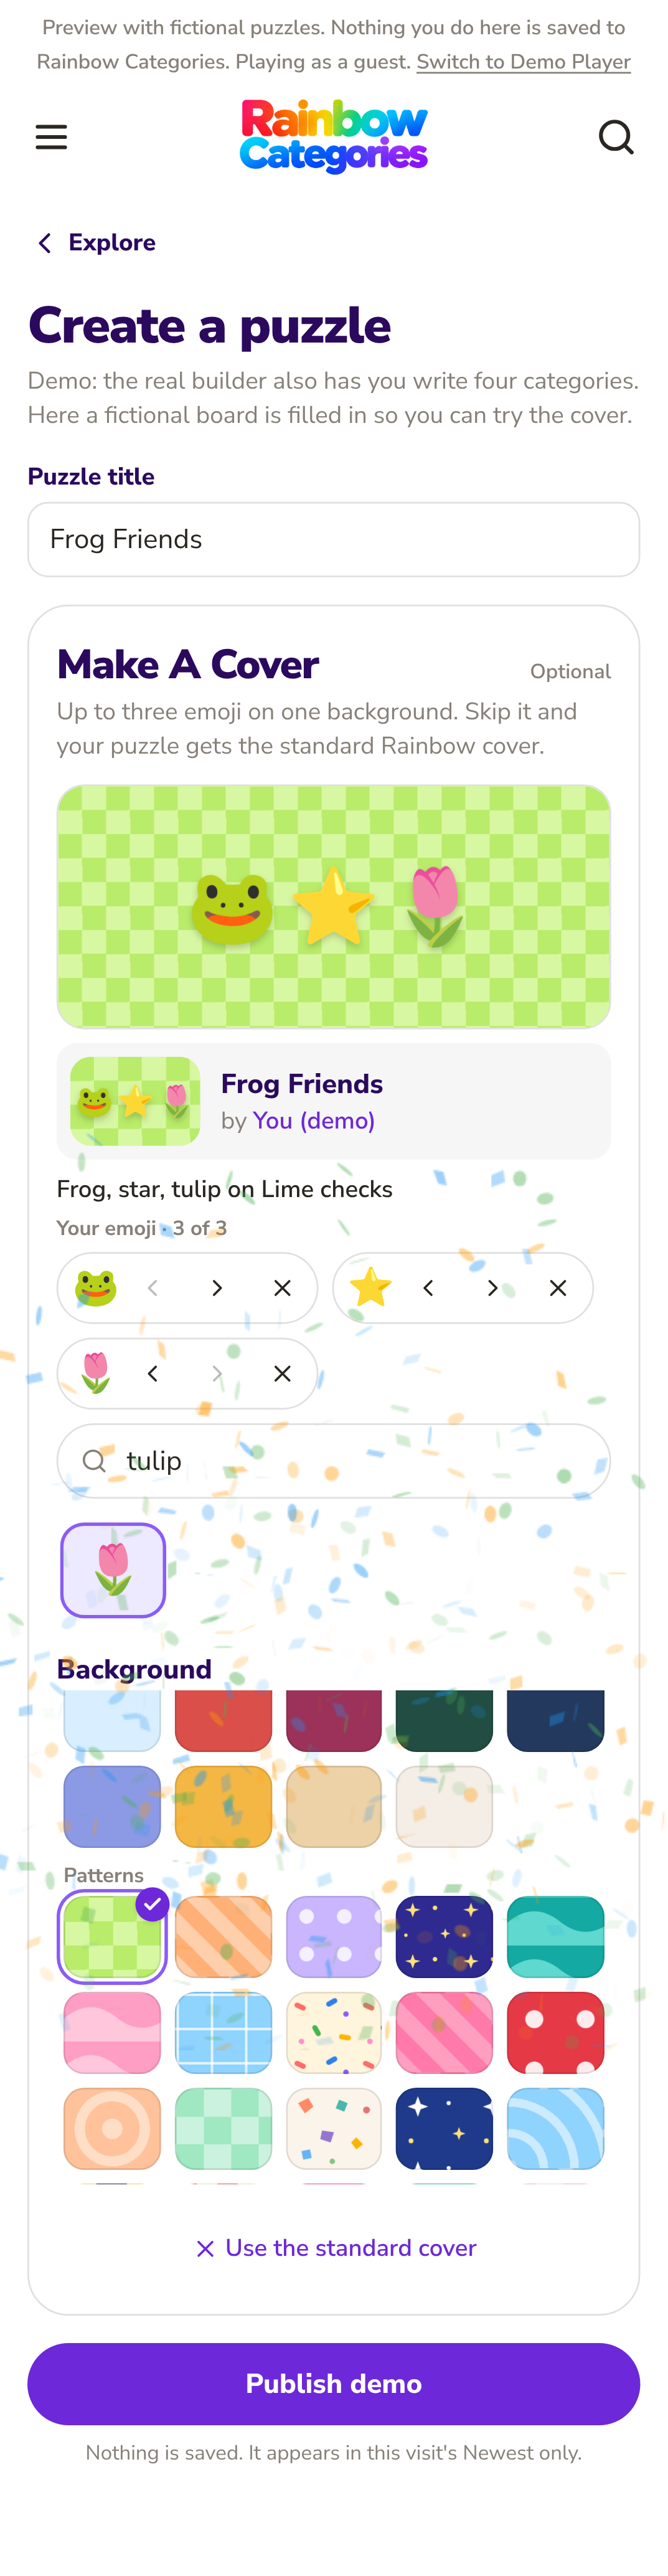 Preview with fictional puzzles. Nothing you do here is saved to
Rainbow Categories. Playing as a guest. Switch to Demo Player
Rainbow
Categories
Explore
Create a puzzle
Demo: the real builder also has you write four categories.
Here a fictional board is filled in so you can try the cover.
Puzzle title
Frog Friends
Make A Cover
Optional
Up to three emoji on one background. Skip it and
your puzzle gets the standard Rainbow cover.
Frog Friends
by You (demo)
Frog, star, tulip on Lime checks
Your emoji · 3 of 3
tulip
Background
Patterns
Use the standard cover
Publish demo
Nothing is saved. It appears in this visit's Newest only.